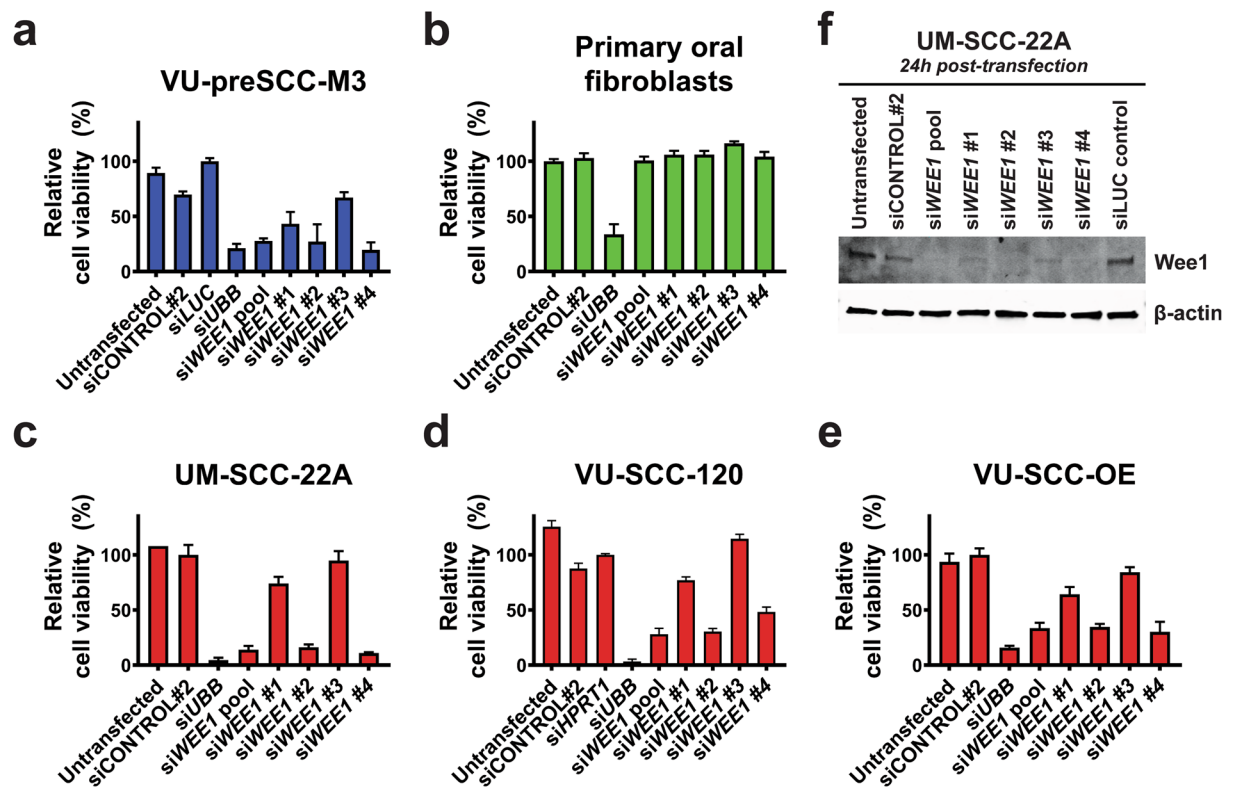 a
VU-preSCC-M3
Relative
cell viability (%)
100
50
0
Untransfected
siCONTROL#2
siLUC
siUBB
siWEE1 pool
siWEE1 #1
siWEE1 #2
siWEE1 #3
siWEE1 #4
b
Primary oral
fibroblasts
Relative
cell viability (%)
100
50
0
Untransfected
siCONTROL#2
siUBB
siWEE1 pool
siWEE1 #1
siWEE1 #2
siWEE1 #3
siWEE1 #4
f
UM-SCC-22A
24h post-transfection
Untransfected
siCONTROL#2
siWEE1 pool
siWEE1 #1
siWEE1 #2
siWEE1 #3
siWEE1 #4
siLUC control
Wee1
β-actin
c
UM-SCC-22A
Relative
cell viability (%)
100
50
0
Untransfected
siCONTROL#2
siUBB
siWEE1 pool
siWEE1 #1
siWEE1 #2
siWEE1 #3
siWEE1 #4
d
VU-SCC-120
Relative
cell viability (%)
100
50
0
Untransfected
siCONTROL#2
siHPRT1
siUBB
siWEE1 pool
siWEE1 #1
siWEE1 #2
siWEE1 #3
siWEE1 #4
e
VU-SCC-OE
Relative
cell viability (%)
100
50
0
Untransfected
siCONTROL#2
siUBB
siWEE1 pool
siWEE1 #1
siWEE1 #2
siWEE1 #3
siWEE1 #4